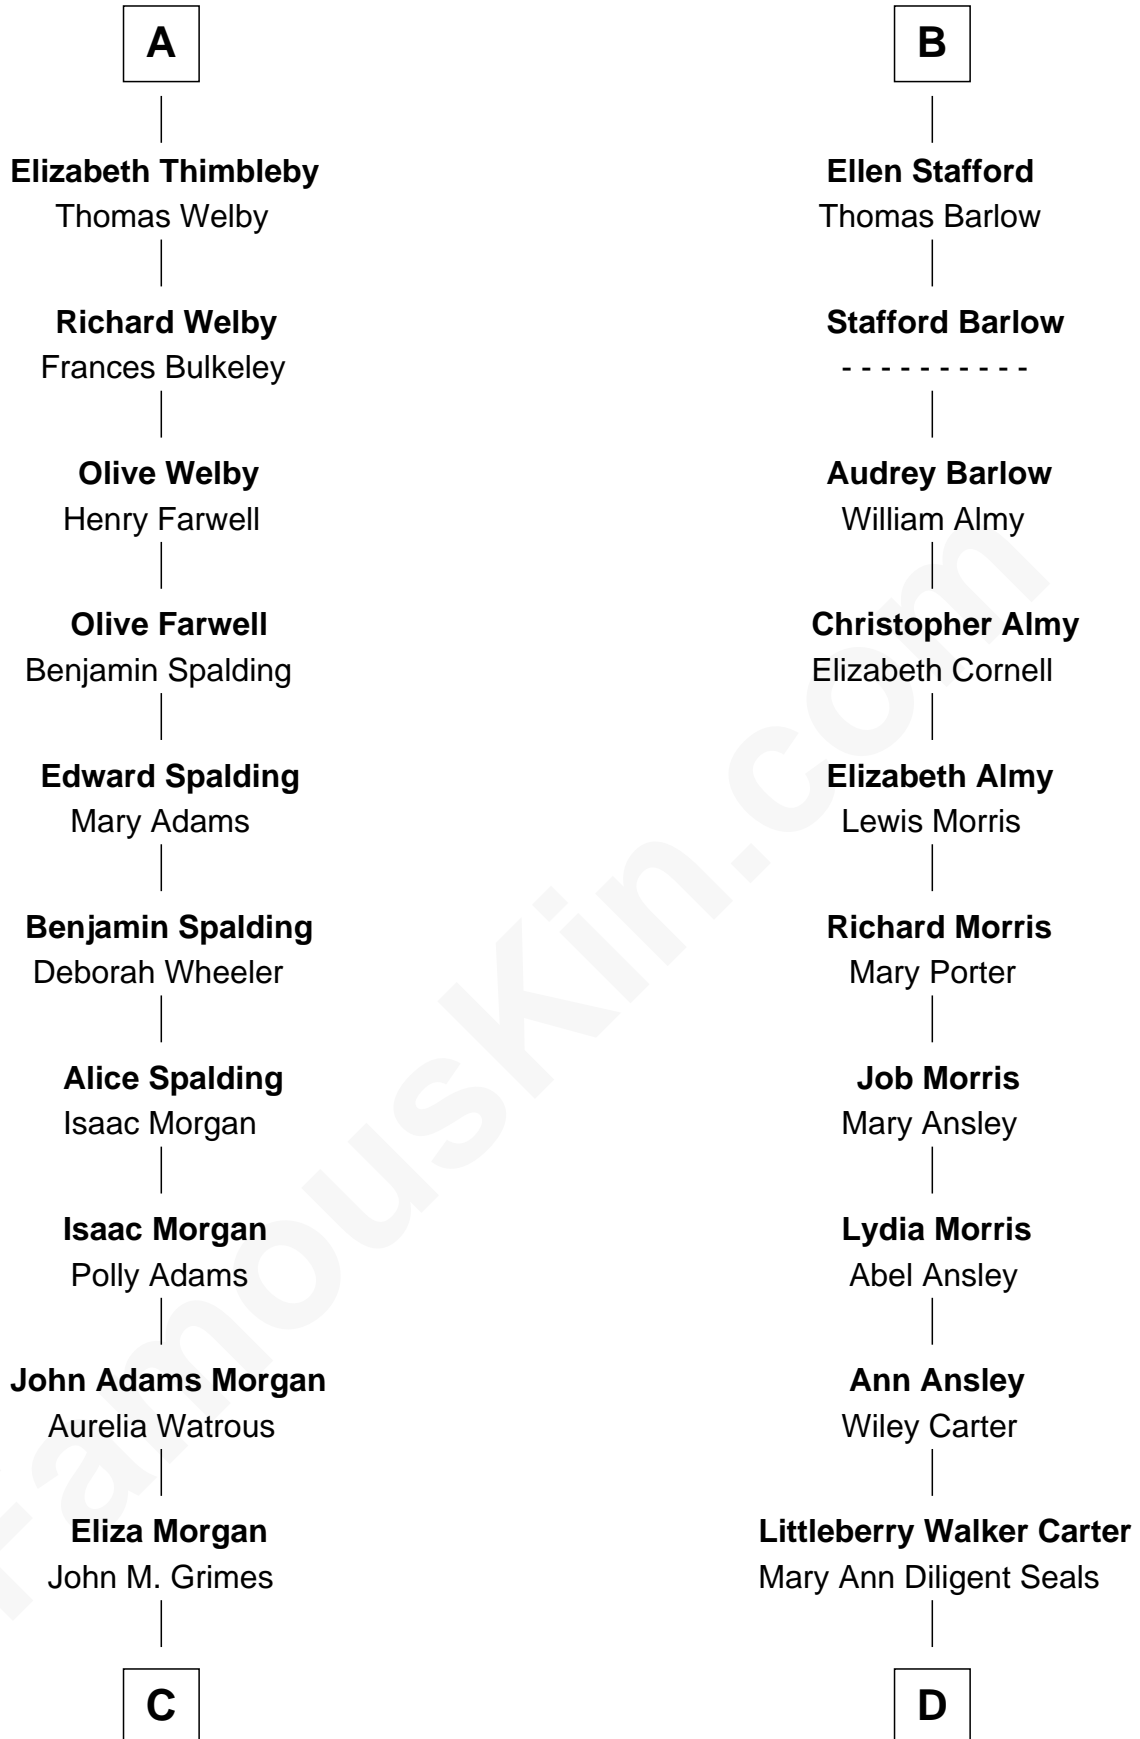 A
Elizabeth Thimbleby
Thomas Welby
Richard Welby
Frances Bulkeley
Olive Welby
Henry Farwell
Olive Farwell
Benjamin Spalding
Edward Spalding
Mary Adams
Benjamin Spalding
Deborah Wheeler
Alice Spalding
Isaac Morgan
Isaac Morgan
Polly Adams
John Adams Morgan
Aurelia Watrous
Eliza Morgan
John M. Grimes
C
B
Ellen Stafford
Thomas Barlow
Stafford Barlow
- - - - - - - - - -
Audrey Barlow
William Almy
Christopher Almy
Elizabeth Cornell
Elizabeth Almy
Lewis Morris
Richard Morris
Mary Porter
Job Morris
Mary Ansley
Lydia Morris
Abel Ansley
Ann Ansley
Wiley Carter
Littleberry Walker Carter
Mary Ann Diligent Seals
D
FamousKin.com